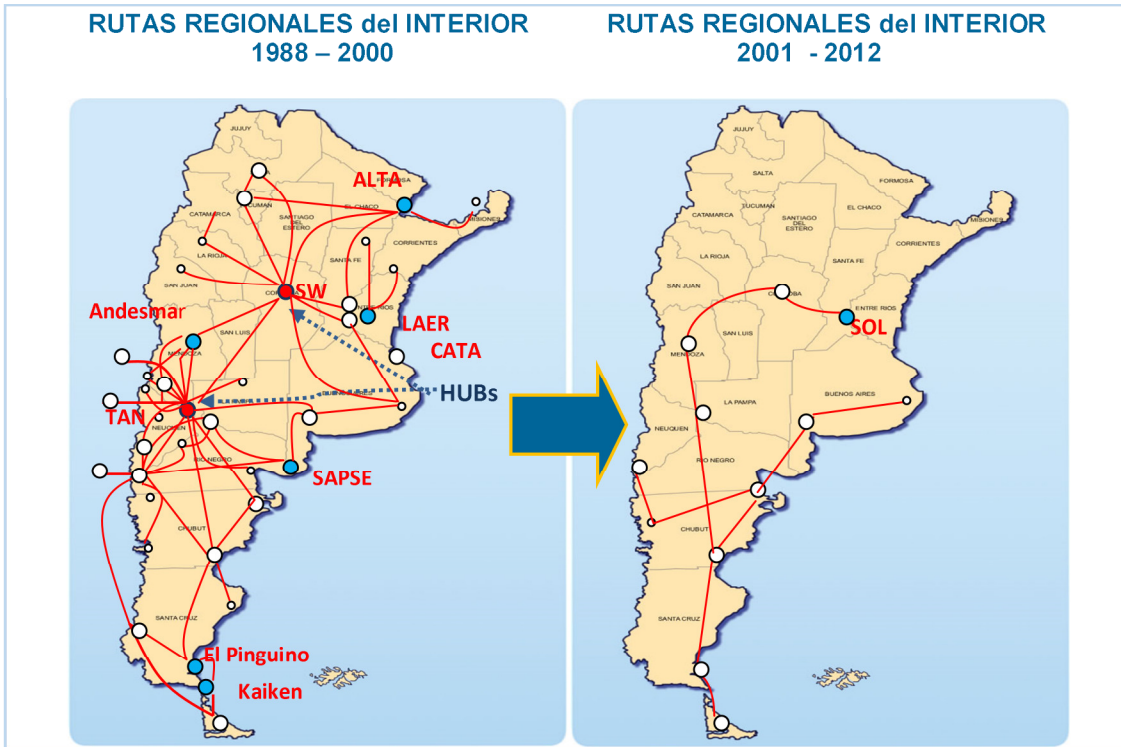 RUTAS REGIONALES del INTERIOR
1988 – 2000
RUTAS REGIONALES del INTERIOR
2001 - 2012
JUJUY
ALTA
FORMOSA
EL CHACO
CATAMARCA
SANTIAGO
DEL
ESTERO
MISIONES
CORRIENTES
LA RIOJA
SANTA FE
SAN JUAN
SW
Andesmar
SAN LUIS
LAER
CATA
MENDOZA
HUBs
TAN
NEUQUEN
RIO NEGRO
SAPSE
CHUBUT
SANTA CRUZ
El Pinguino
Kaiken
JUJUY
SALTA
FORMOSA
TUCUMAN
EL CHACO
CATAMARCA
SANTIAGO
DEL
ESTERO
MISIONES
CORRIENTES
LA RIOJA
SANTA FE
SAN JUAN
ENTRE RIOS
SOL
SAN LUIS
MENDOZA
LA PAMPA
BUENOS AIRES
NEUQUEN
RIO NEGRO
CHUBUT
SANTA CRUZ